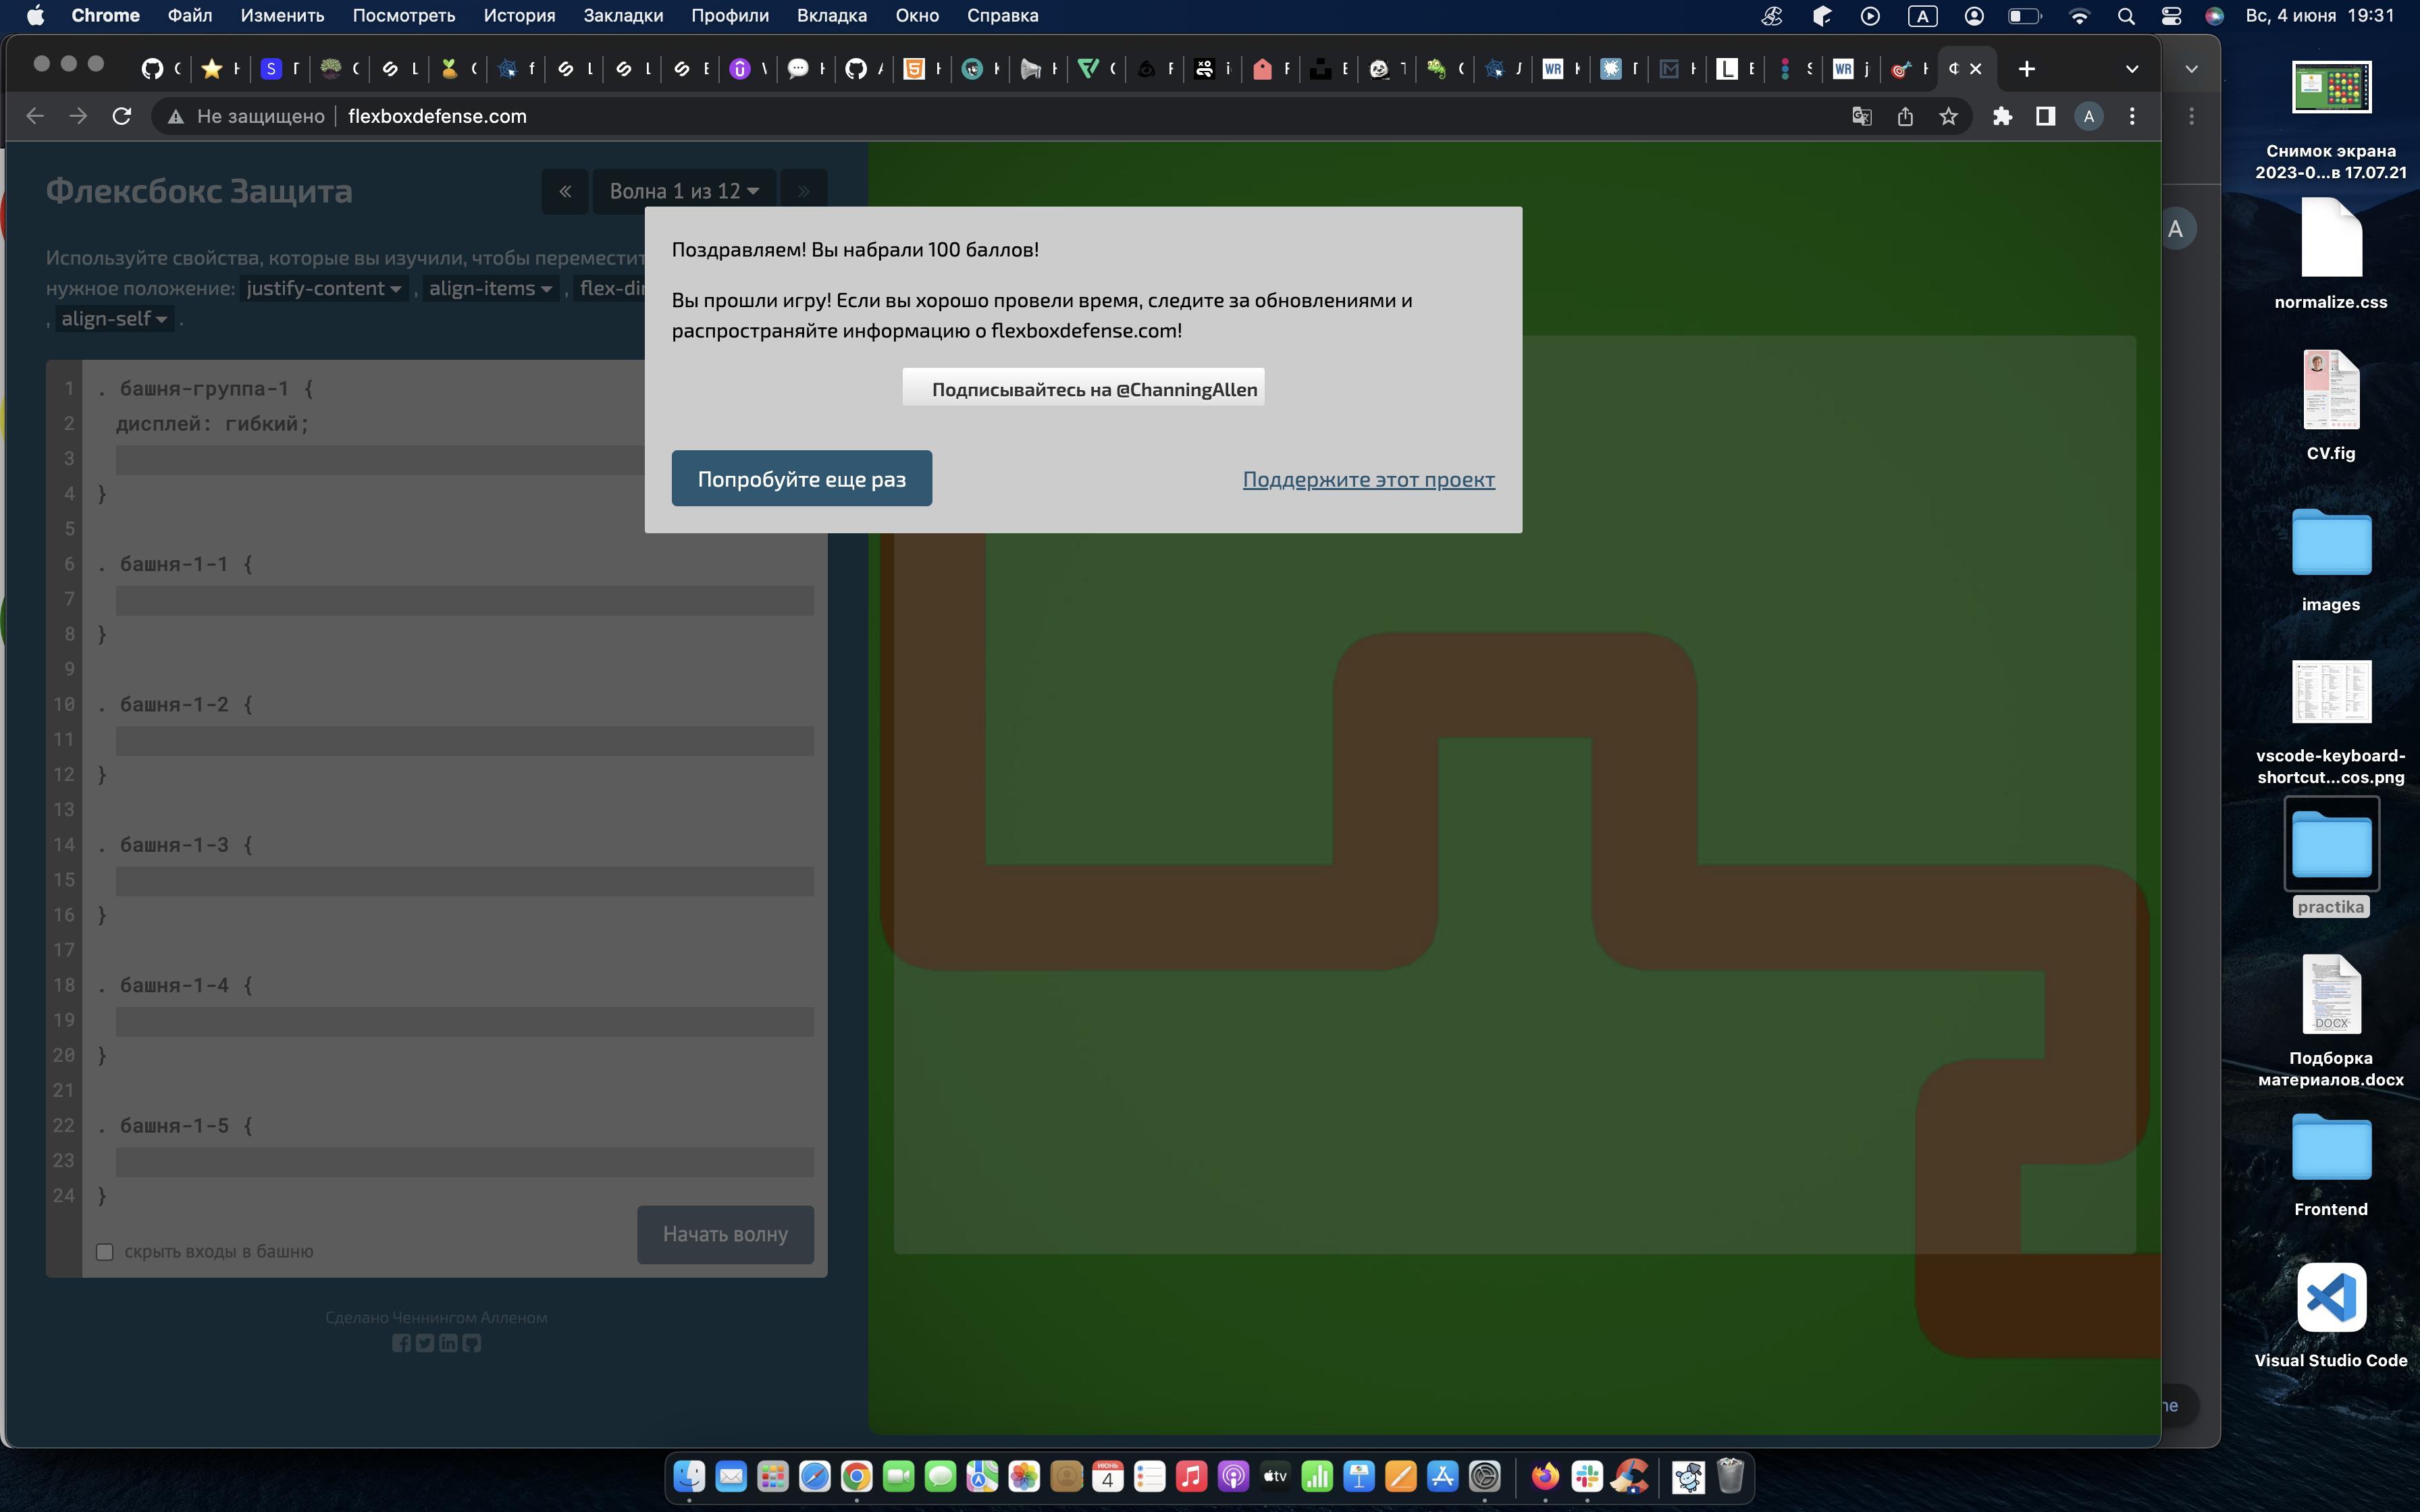 Chrome Файл Изменить Посмотреть История Закладки Профили Вкладка Окно Справка
A
Вс, 4 июня 19:31
Не защищено flexboxdefense.com
A
Флексбокс Защита
« Волна 1 из 12 »
Используйте свойства, которые вы изучили, чтобы переместит
нужное положение: justify-content , align-items , flex-di
, align-self .
Поздравляем! Вы набрали 100 баллов!
Вы прошли игру! Если вы хорошо провели время, следите за обновлениями и
распространяйте информацию о flexboxdefense.com!
Подписывайтесь на @ChanningAllen
Попробуйте еще раз
Поддержите этот проект
1 . башня-группа-1 {
2 дисплей: гибкий;
3
4 }
5
6 . башня-1-1 {
7
8 }
9
10 . башня-1-2 {
11
12 }
13
14 . башня-1-3 {
15
16 }
17
18 . башня-1-4 {
19
20 }
21
22 . башня-1-5 {
23
24 }
скрыть входы в башню
Начать волну
Сделано Ченнингом Алленом
A
Снимок экрана
2023-0...в 17.07.21
normalize.css
CV.fig
images
vscode-keyboard-
shortcut...cos.png
practika
DOCX
Подборка
материалов.docx
Frontend
Visual Studio Code
ИЮНЬ
4
tv